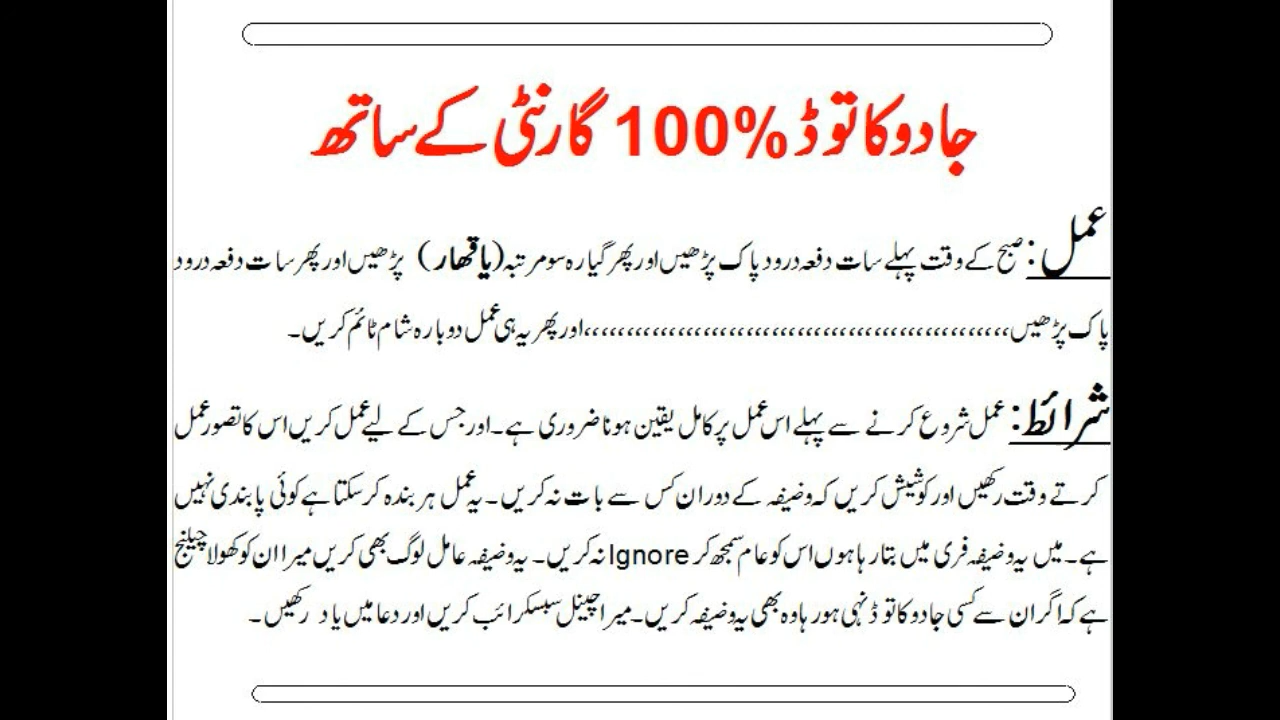 جادو کا توڈ %100 گارنٹی کے ساتھ
عمل: صبح کے وقت پہلے سات دفعہ درود پاک پڑھیں اور پھر گیارہ سو مرتبہ (یا قھار) پڑھیں اور پھر سات دفعہ درود
پاک پڑھیں،،،،،،،،،،،،،،،،،،،،،،،،،،،،،،،،،،،،،،،،،،،،،،،،اور پھر یہ ہی عمل دوبارہ شام ٹائم کریں۔
شرائط: عمل شروع کرنے سے پہلے اس عمل پر کامل یقین ہونا ضروری ہے۔اور جس کے لیے عمل کریں اس کا تصور عمل
کرتے وقت رکھیں اور کوشیش کریں کہ وضیفہ کے دوران کس سے بات نہ کریں۔ یہ عمل ہر بندہ کر سکتا ہے کوئی پابندی نہیں
ہے۔میں یہ وضیفہ فری میں بتا رہا ہوں اس کو عام سمجھ کر Ignore نہ کریں۔ یہ وضیفہ عامل لوگ بھی کریں میرا ان کو کھولا چیلنج
ہے کہ اگر ان سے کسی جادو کا توڈ نہی ہو رہا وہ بھی یہ وضیفہ کریں۔میرا چینل سبسکرائب کریں اور دعا میں یاد رکھیں۔